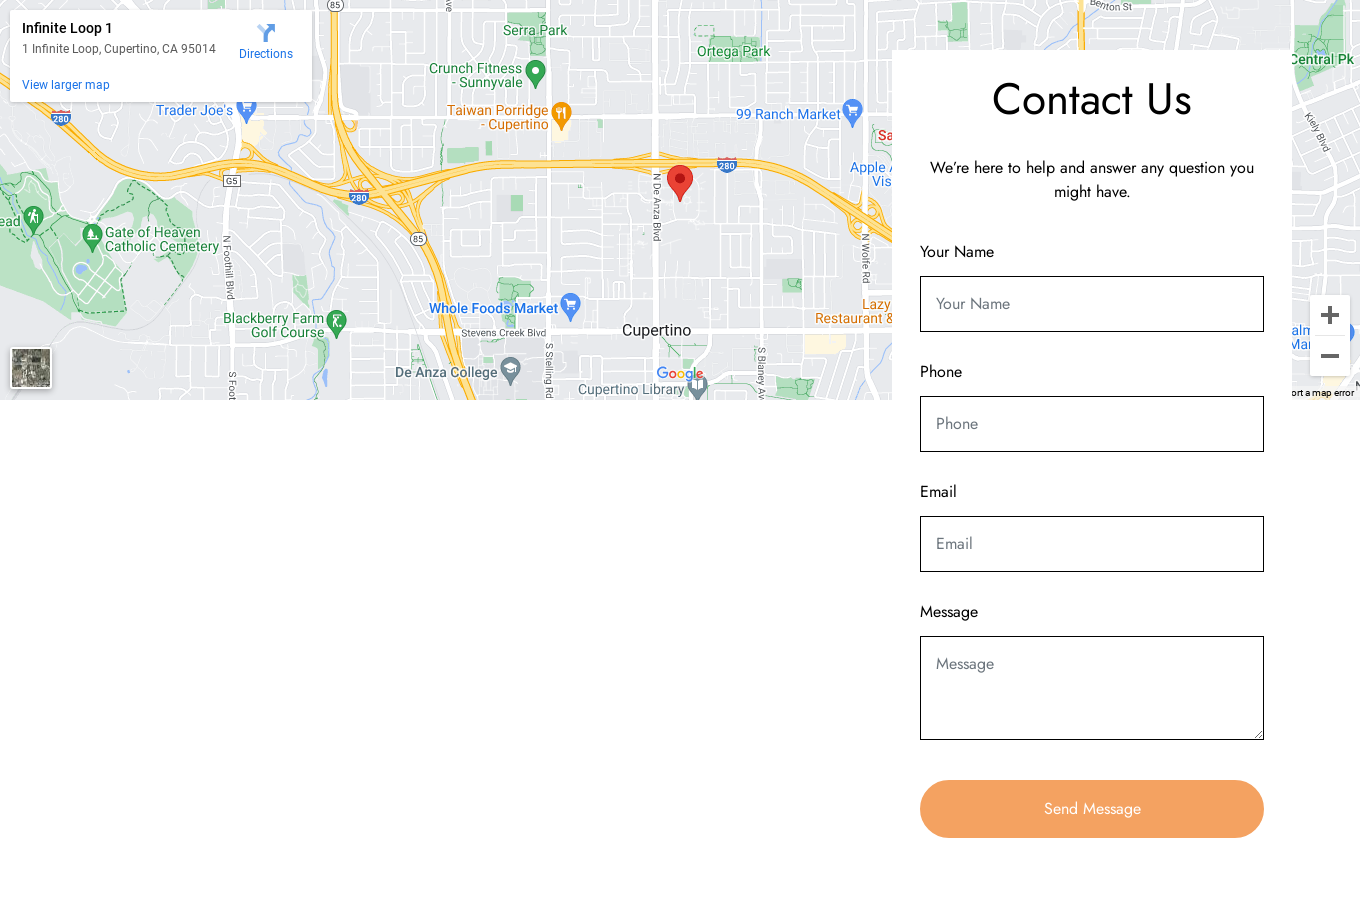 Infinite Loop 1
1 Infinite Loop, Cupertino, CA 95014
Directions
View larger map
Serra Park
Ortega Park
Benton St
Central Pk
Kiely Blvd
Crunch Fitness
- Sunnyvale
Trader Joe's
Taiwan Porridge
- Cupertino
99 Ranch Market
280
85
280
G5
280
85
Apple
Vis
N De Anza Blvd
N Wolfe Rd
N Foothill Blvd
Gate of Heaven
Catholic Cemetery
Whole Foods Market
Blackberry Farm
Golf Course
Stevens Creek Blvd
Cupertino
Lazy
Restaurant &
De Anza College
S Stelling Rd
S Blaney Ave
S Foot
Google
Cupertino Library
ort a map error
Contact Us
We're here to help and answer any question you
might have.
Your Name
Your Name
Phone
Phone
Email
Email
Message
Message
Send Message